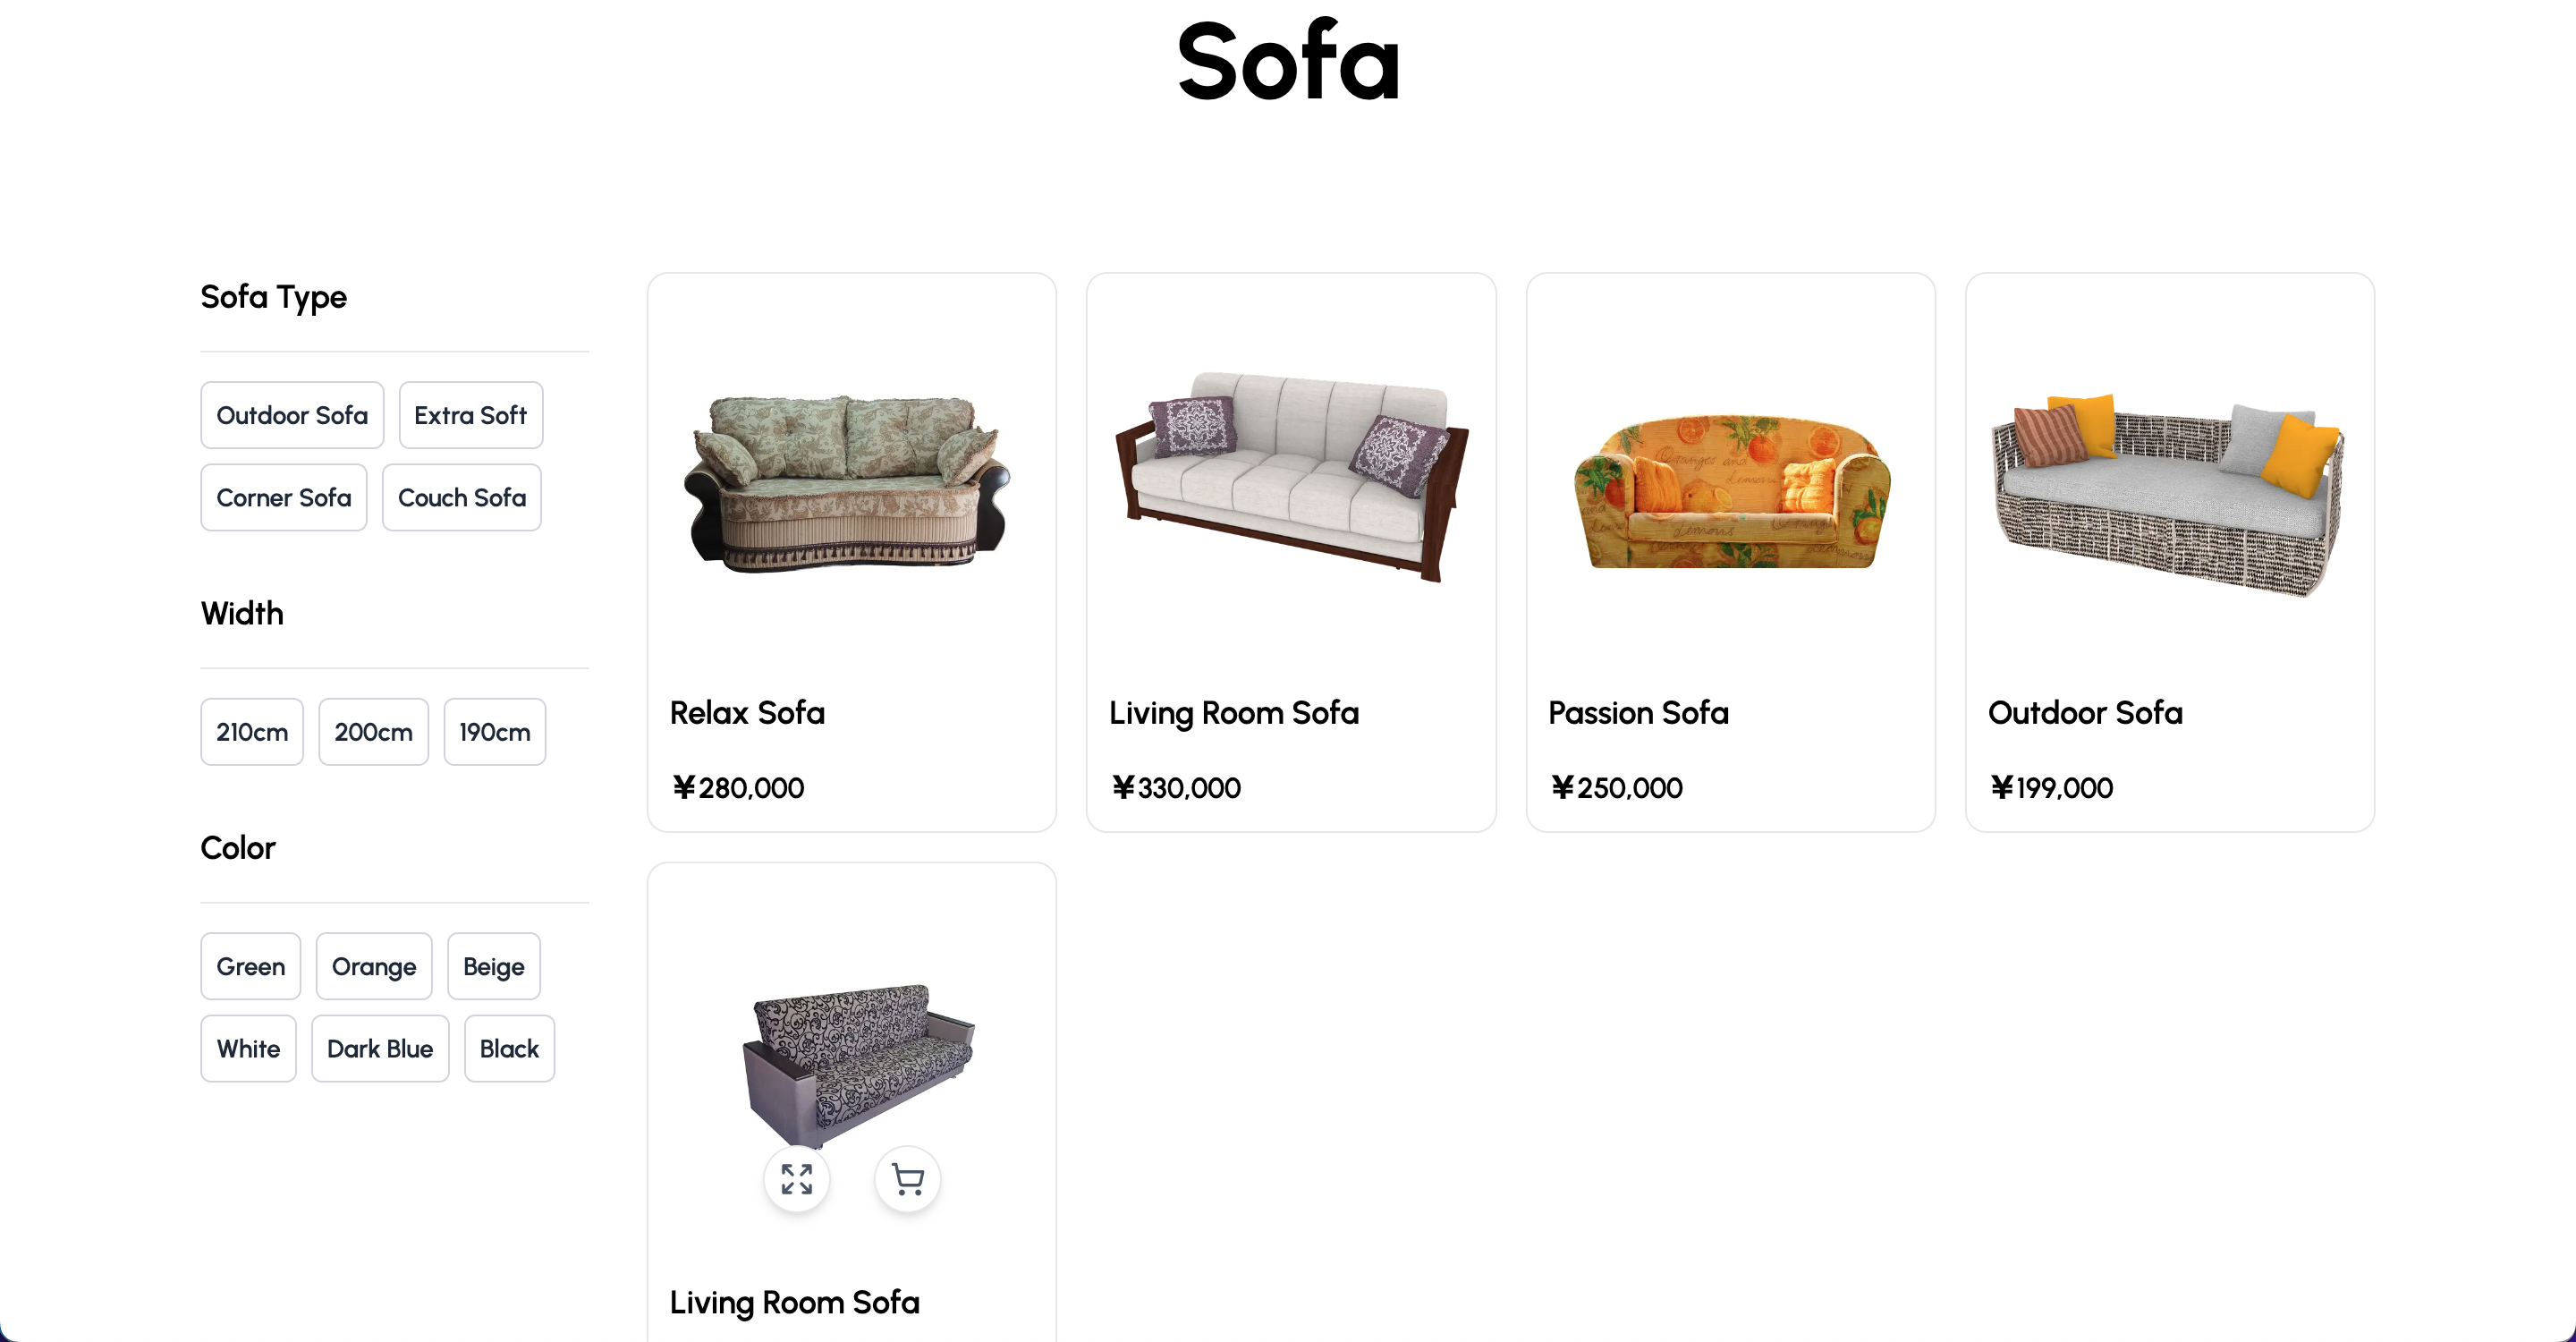 Sofa
Sofa Type
Outdoor Sofa
Extra Soft
Corner Sofa
Couch Sofa
Width
210cm
200cm
190cm
Color
Green
Orange
Beige
White
Dark Blue
Black
Relax Sofa
¥280,000
Living Room Sofa
¥330,000
Passion Sofa
¥250,000
Outdoor Sofa
¥199,000
Living Room Sofa